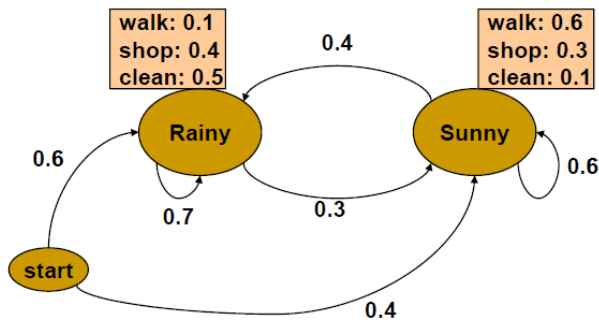 walk: 0.1
shop: 0.4
clean: 0.5
walk: 0.6
shop: 0.3
clean: 0.1
0.4
Rainy
Sunny
0.6
0.6
0.7
0.3
start
0.4